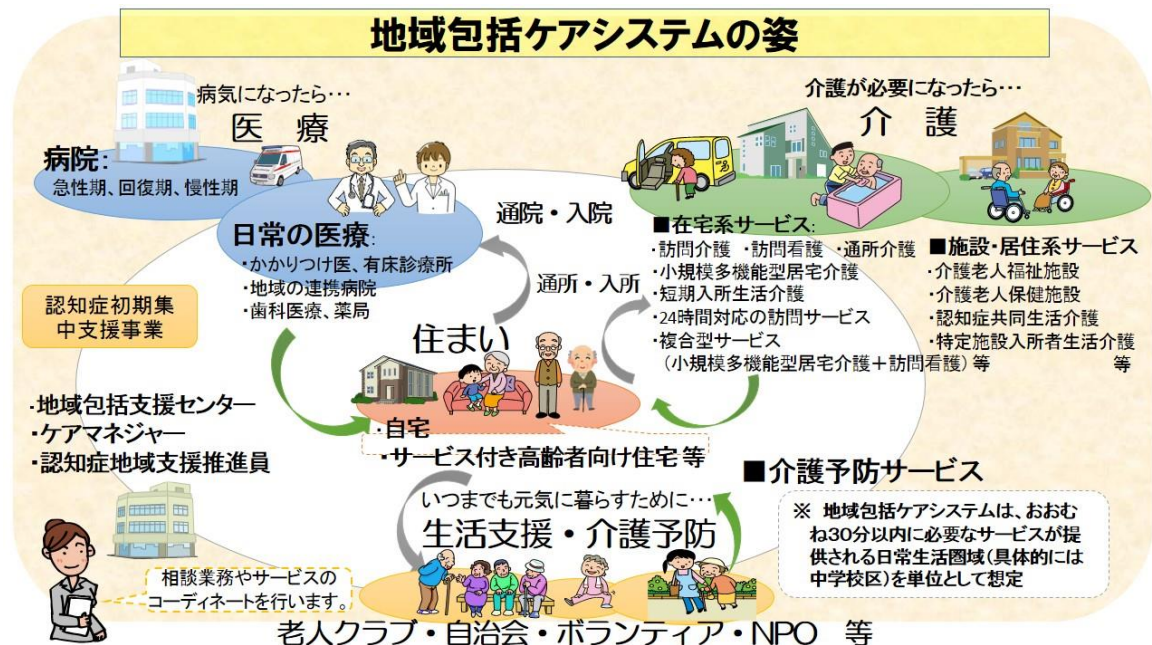 地域包括ケアシステムの姿
病気になったら…
医 療
病院:
急性期、回復期、慢性期
日常の医療:
・かかりつけ医、有床診療所
・地域の連携病院
・歯科医療、薬局
通院・入院
通所・入所
介護が必要になったら…
介 護
■在宅系サービス:
・訪問介護 ・訪問看護 ・通所介護
・小規模多機能型居宅介護
・短期入所生活介護
・24時間対応の訪問サービス
・複合型サービス
(小規模多機能型居宅介護+訪問看護)等
■施設・居住系サービス
・介護老人福祉施設
・介護老人保健施設
・認知症共同生活介護
・特定施設入所者生活介護
等
認知症初期集
中支援事業
住まい
・自宅
・サービス付き高齢者向け住宅等
・地域包括支援センター
・ケアマネジャー
・認知症地域支援推進員
相談業務やサービスの
コーディネートを行います。
いつまでも元気に暮らすために…
生活支援・介護予防
■介護予防サービス
※ 地域包括ケアシステムは、おおむ
ね30分以内に必要なサービスが提
供される日常生活圏域(具体的には
中学校区)を単位として想定
老人クラブ・自治会・ボランティア・NPO 等